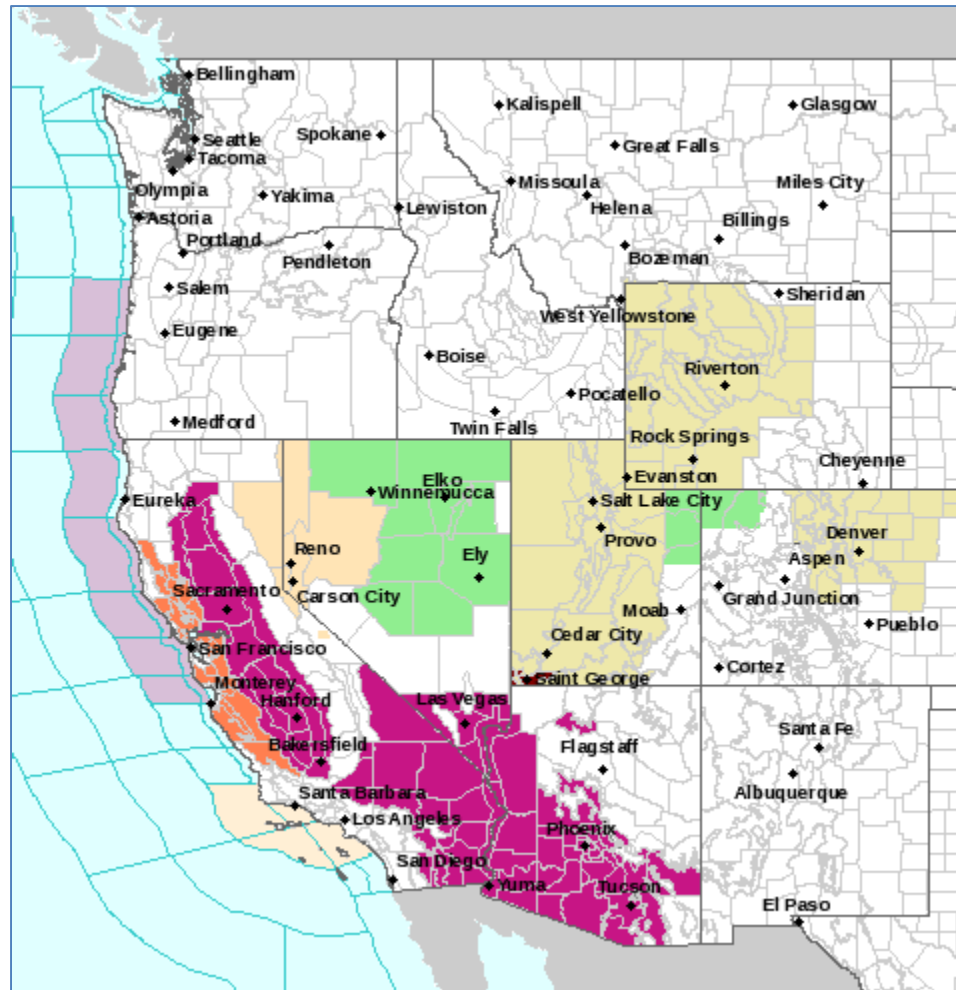 Bellingham
Kalispell
Glasgow
Seattle
Spokane
Great Falls
Tacoma
Missoula
Miles City
Olympia
Yakima
Helena
Lewiston
Astoria
Billings
Portland
Pendleton
Bozeman
Salem
Sheridan
West Yellowstone
Eugene
Boise
Riverton
Pocatello
Medford
Twin Falls
Rock Springs
Cheyenne
Elko
Evanston
Eureka
Winnemucca
Salt Lake City
Denver
Provo
Reno
Ely
Aspen
Sacramento
Carson City
Grand Junction
Moab
Pueblo
Cedar City
San Francisco
Cortez
Saint George
Monterey
Hanford
Las Vegas
Santa Fe
Bakersfield
Flagstaff
Santa Barbara
Albuquerque
Los Angeles
Phoenix
San Diego
Yuma
Tucson
El Paso